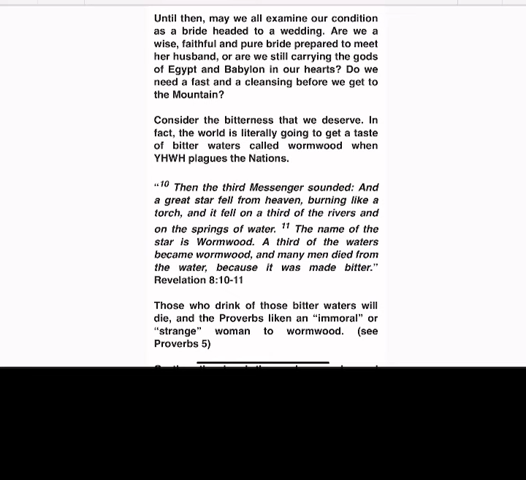 Until then, may we all examine our condition
as a bride headed to a wedding. Are we a
wise, faithful and pure bride prepared to meet
her husband, or are we still carrying the gods
of Egypt and Babylon in our hearts? Do we
need a fast and a cleansing before we get to
the Mountain?
Consider the bitterness that we deserve. In
fact, the world is literally going to get a taste
of bitter waters called wormwood when
YHWH plagues the Nations.
“10 Then the third Messenger sounded: And
a great star fell from heaven, burning like a
torch, and it fell on a third of the rivers and
on the springs of water. 11 The name of the
star is Wormwood. A third of the waters
became wormwood, and many men died from
the water, because it was made bitter.”
Revelation 8:10-11
Those who drink of those bitter waters will
die, and the Proverbs liken an “immoral” or
“strange” woman to wormwood. (see
Proverbs 5)